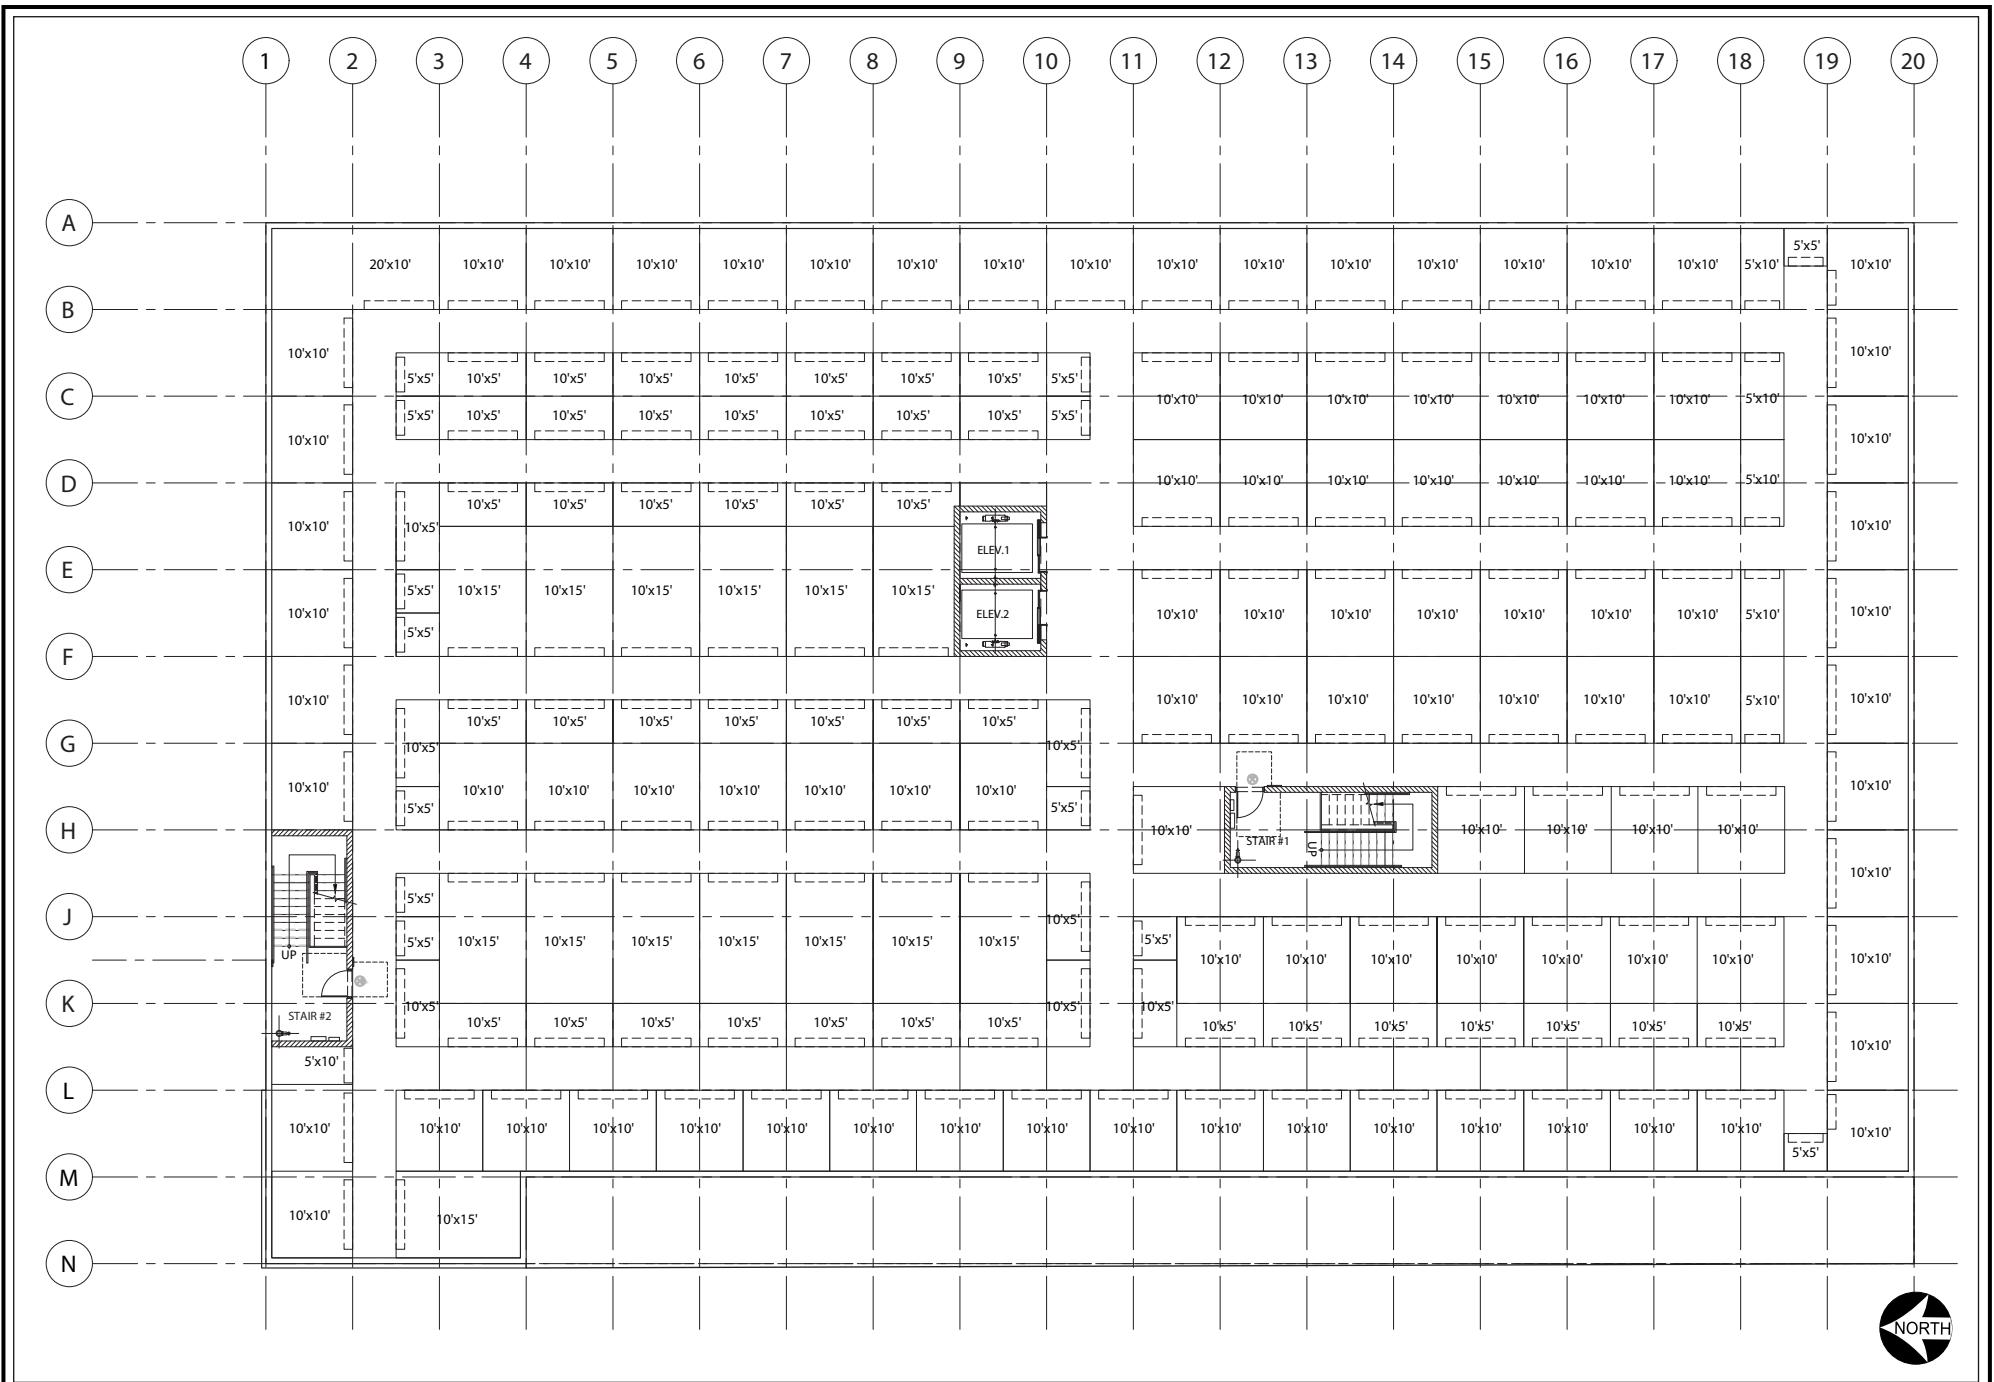 1 2 3 4 5 6 7 8 9 10 11 12 13 14 15 16 17 18 19 20
A
5'x5'
20'x10' 10'x10' 10'x10' 10'x10' 10'x10' 10'x10' 10'x10' 10'x10' 10'x10' 10'x10' 10'x10' 10'x10' 10'x10' 10'x10' 10'x10' 10'x10' 5'x10' 10'x10'
B
10'x10' 10'x10'
5'x5' 10'x5' 10'x5' 10'x5' 10'x5' 10'x5' 10'x5' 10'x5' 5'x5'
C
10'x10' 10'x10' 10'x10' 10'x10' 10'x10' 10'x10' 10'x10' 5'x10'
5'x5' 10'x5' 10'x5' 10'x5' 10'x5' 10'x5' 10'x5' 10'x5' 5'x5'
10'x10' 10'x10'
D
10'x10' 10'x10' 10'x10' 10'x10' 10'x10' 10'x10' 10'x10' 5'x10'
10'x5' 10'x5' 10'x5' 10'x5' 10'x5' 10'x5'
10'x10' 10'x5' 10'x10'
ELEV.1
E
5'x5' 10'x15' 10'x15' 10'x15' 10'x15' 10'x15' 10'x15'
10'x10' ELEV.2 10'x10' 10'x10' 10'x10' 10'x10' 10'x10' 10'x10' 10'x10' 5'x10' 10'x10'
5'x5'
F
10'x10' 10'x10' 10'x10' 10'x10' 10'x10' 10'x10' 10'x10' 10'x10' 5'x10' 10'x10'
10'x5' 10'x5' 10'x5' 10'x5' 10'x5' 10'x5' 10'x5'
G
10'x5' 10'x5'
10'x10' 10'x10' 10'x10' 10'x10' 10'x10' 10'x10' 10'x10' 10'x10' 10'x10'
5'x5' 5'x5'
H
10'x10' 10'x10' 10'x10' 10'x10' 10'x10'
STAIR #1 UP
10'x10'
5'x5'
J
10'x5'
5'x5' 10'x15' 10'x15' 10'x15' 10'x15' 10'x15' 10'x15' 10'x15' 5'x5'
UP 10'x10' 10'x10' 10'x10' 10'x10' 10'x10' 10'x10' 10'x10' 10'x10'
K
10'x5' 10'x5' 10'x5'
STAIR #2
10'x5' 10'x5' 10'x5' 10'x5' 10'x5' 10'x5' 10'x5' 10'x5' 10'x5' 10'x5' 10'x5' 10'x5' 10'x5' 10'x5'
10'x10'
5'x10'
L
10'x10' 10'x10' 10'x10' 10'x10' 10'x10' 10'x10' 10'x10' 10'x10' 10'x10' 10'x10' 10'x10' 10'x10' 10'x10' 10'x10' 10'x10' 10'x10' 10'x10' 10'x10'
5'x5'
M
10'x10' 10'x15'
N
NORTH